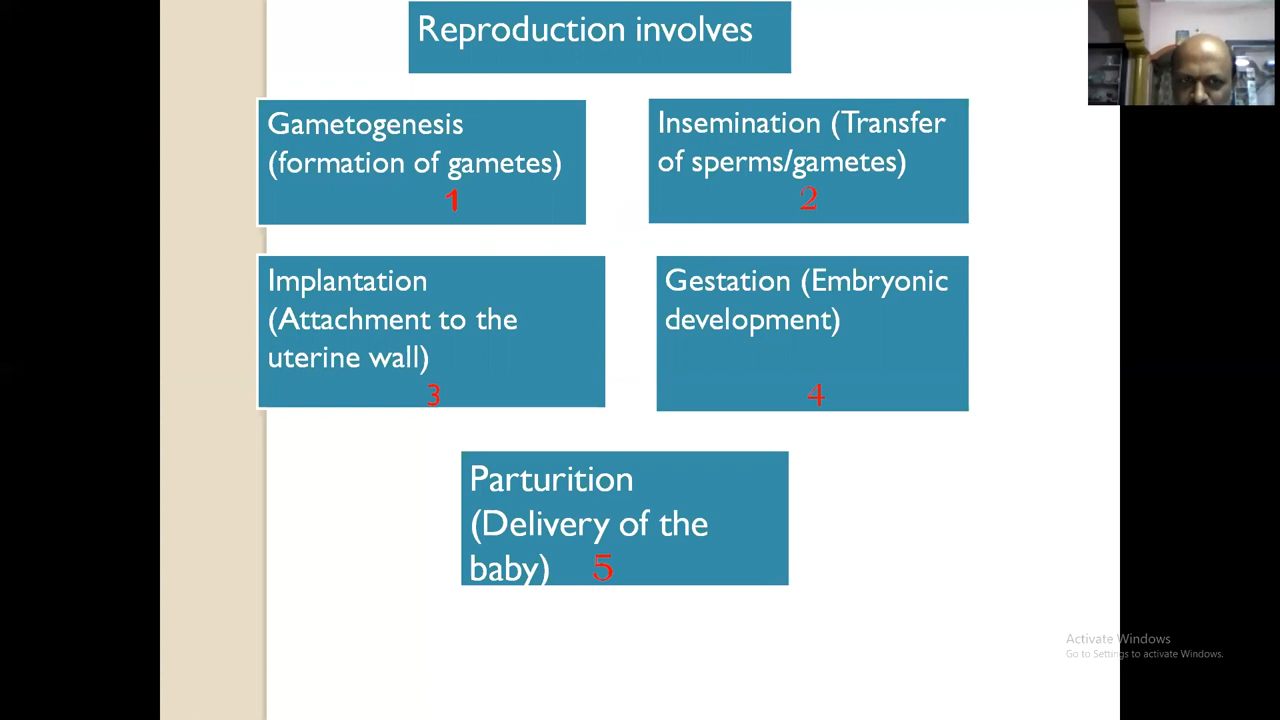 Reproduction involves
Gametogenesis
(formation of gametes)
1
Insemination (Transfer
of sperms/gametes)
2
Implantation
(Attachment to the
uterine wall)
3
Gestation (Embryonic
development)
4
Parturition
(Delivery of the
baby) 5
Activate Windows
Go to Settings to activate Windows.